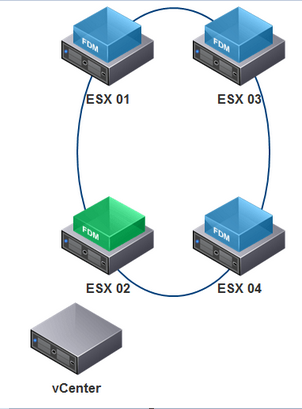 FDM
FDM
ESX 01
ESX 03
FDM
FDM
ESX 02
ESX 04
vCenter